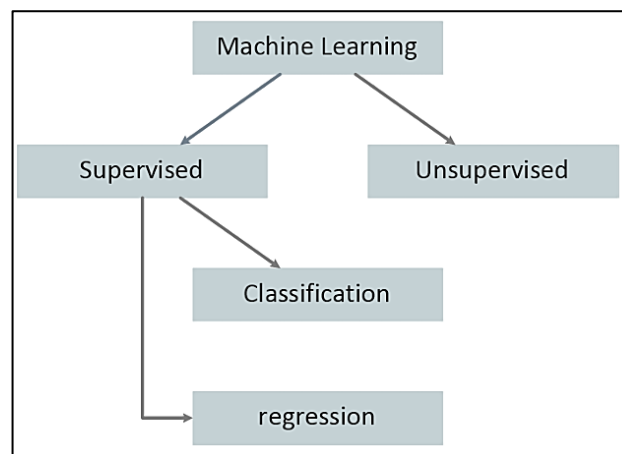 Machine Learning
Supervised
Unsupervised
Classification
regression